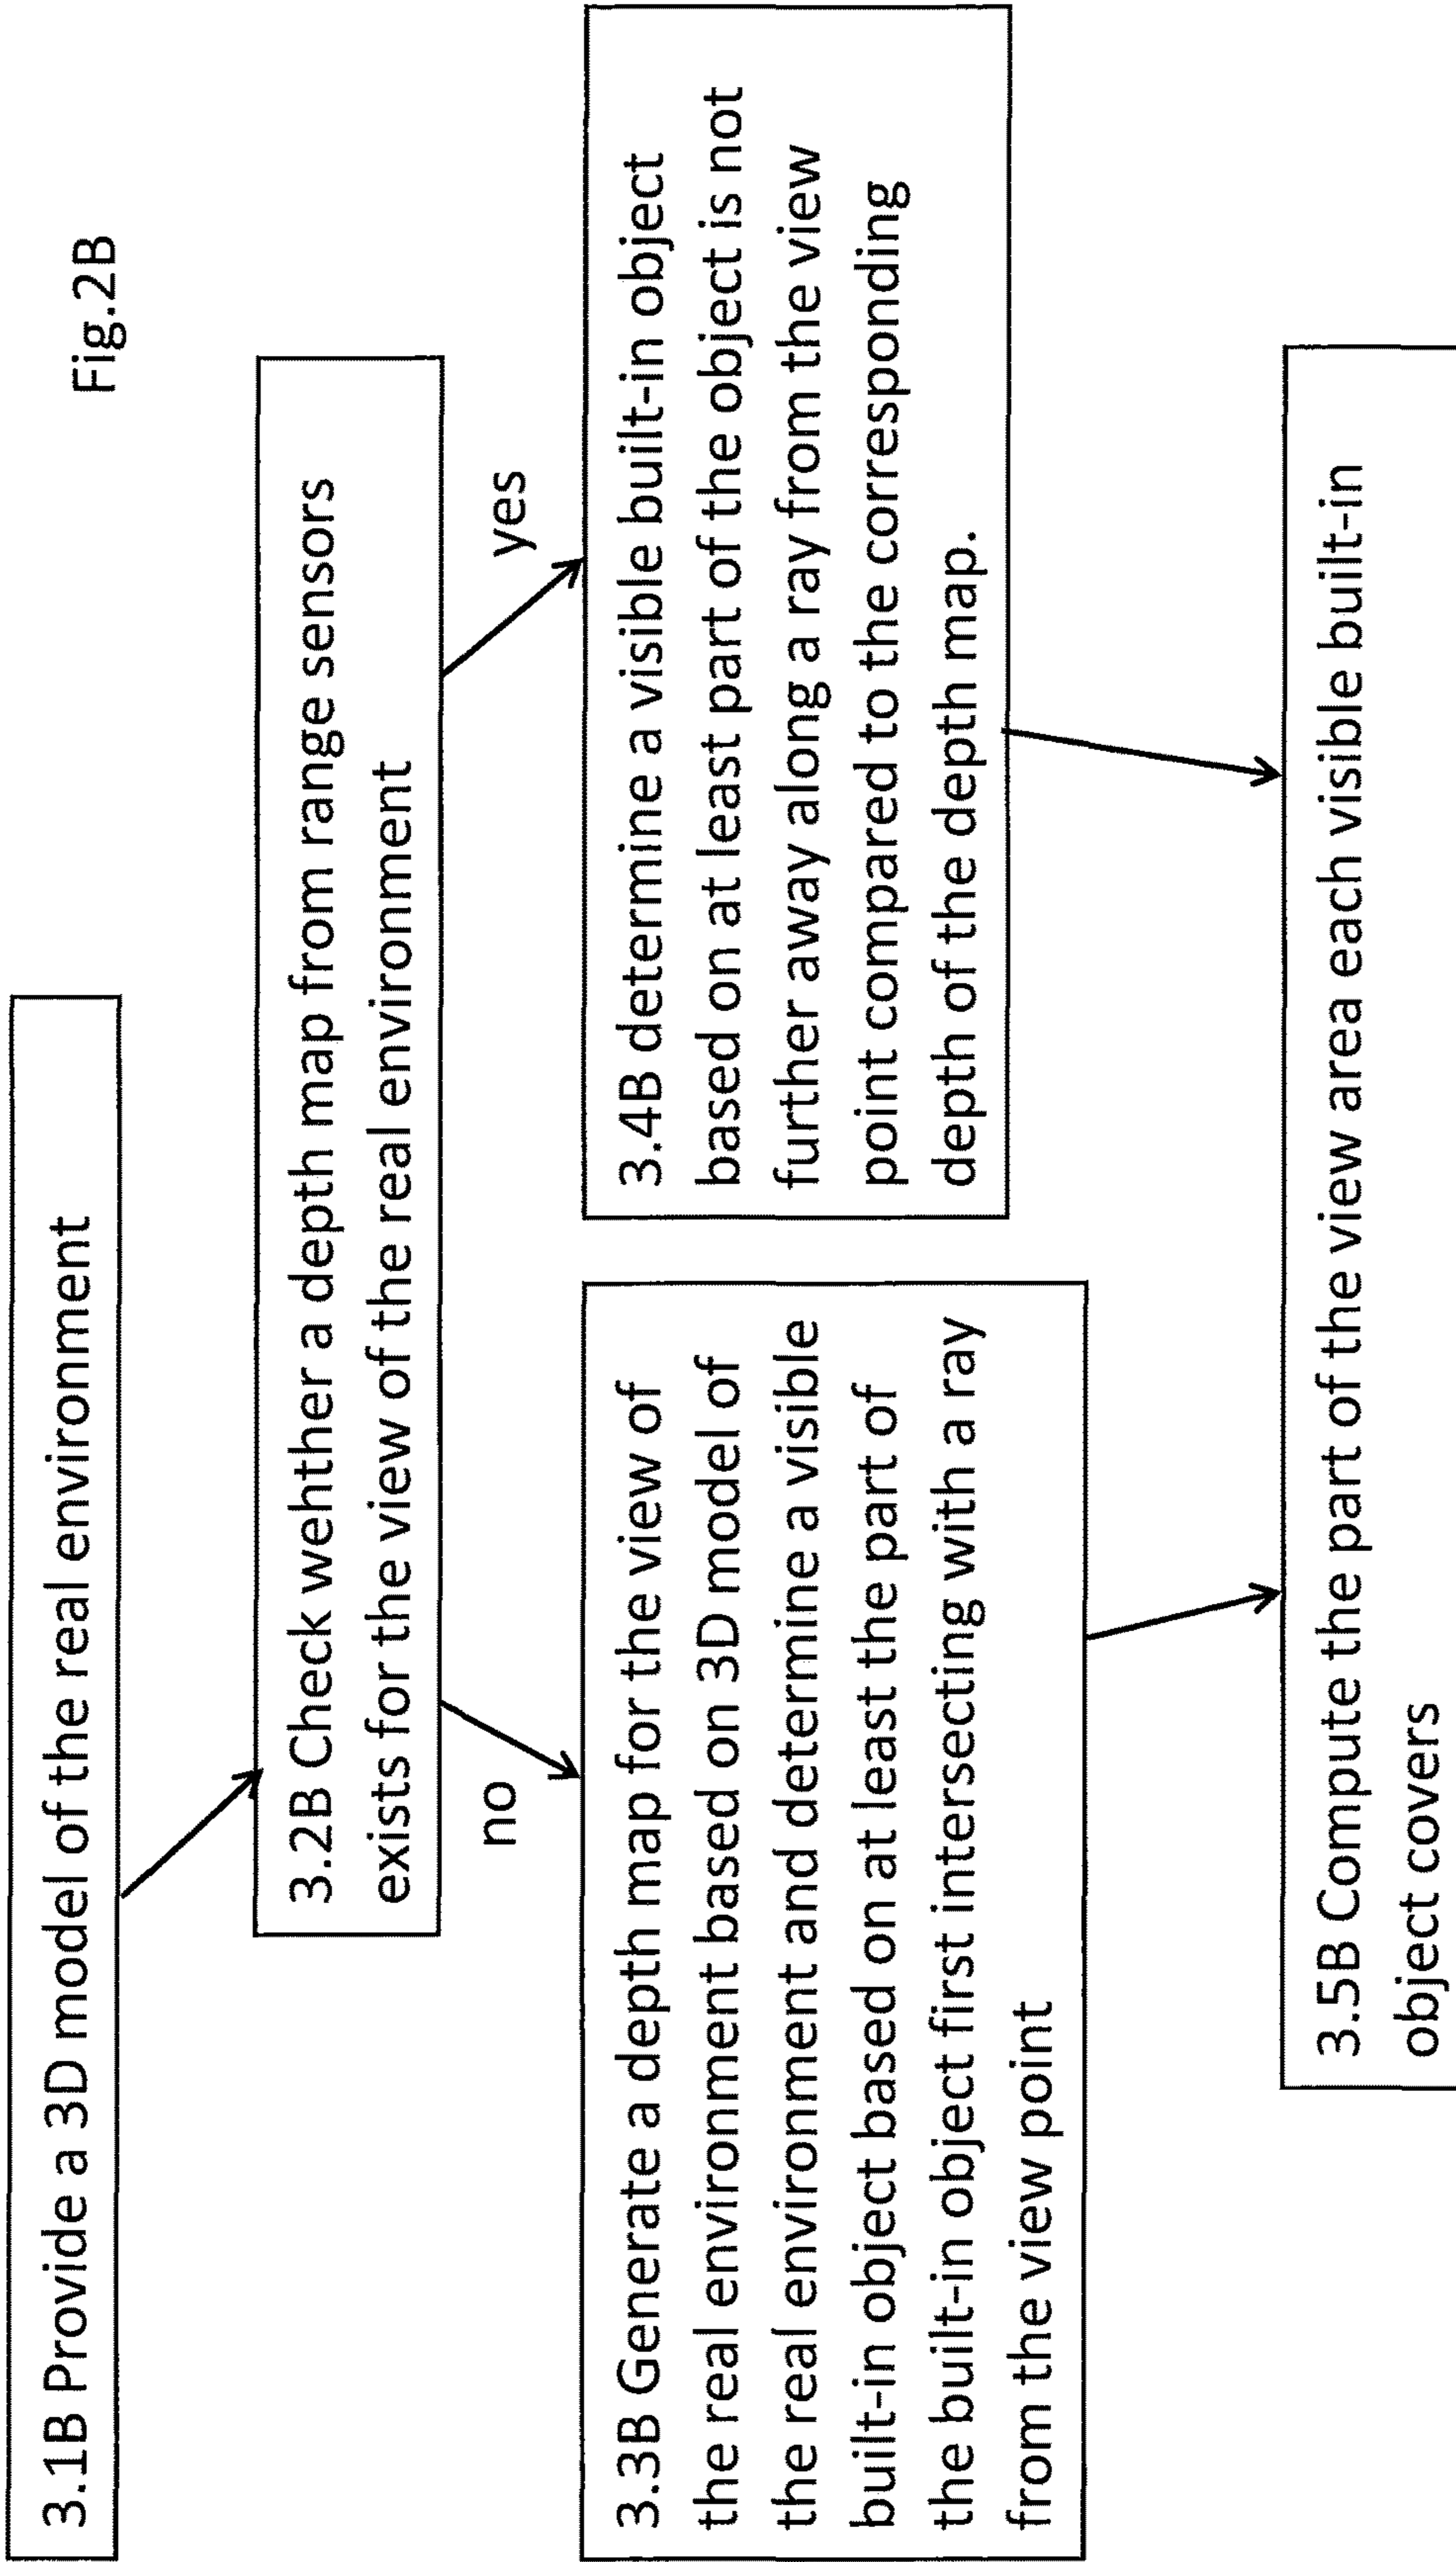 Fig.2B
3.1B Provide a 3D model of the real environment
3.2B Check wehther a depth map from range sensors
exists for the view of the real environment
no
yes
3.3B Generate a depth map for the view of
the real environment based on 3D model of
the real environment and determine a visible
built-in object based on at least the part of
the built-in object first intersecting with a ray
from the view point
3.4B determine a visible built-in object
based on at least part of the object is not
further away along a ray from the view
point compared to the corresponding
depth of the depth map.
3.5B Compute the part of the view area each visible built-in
object covers